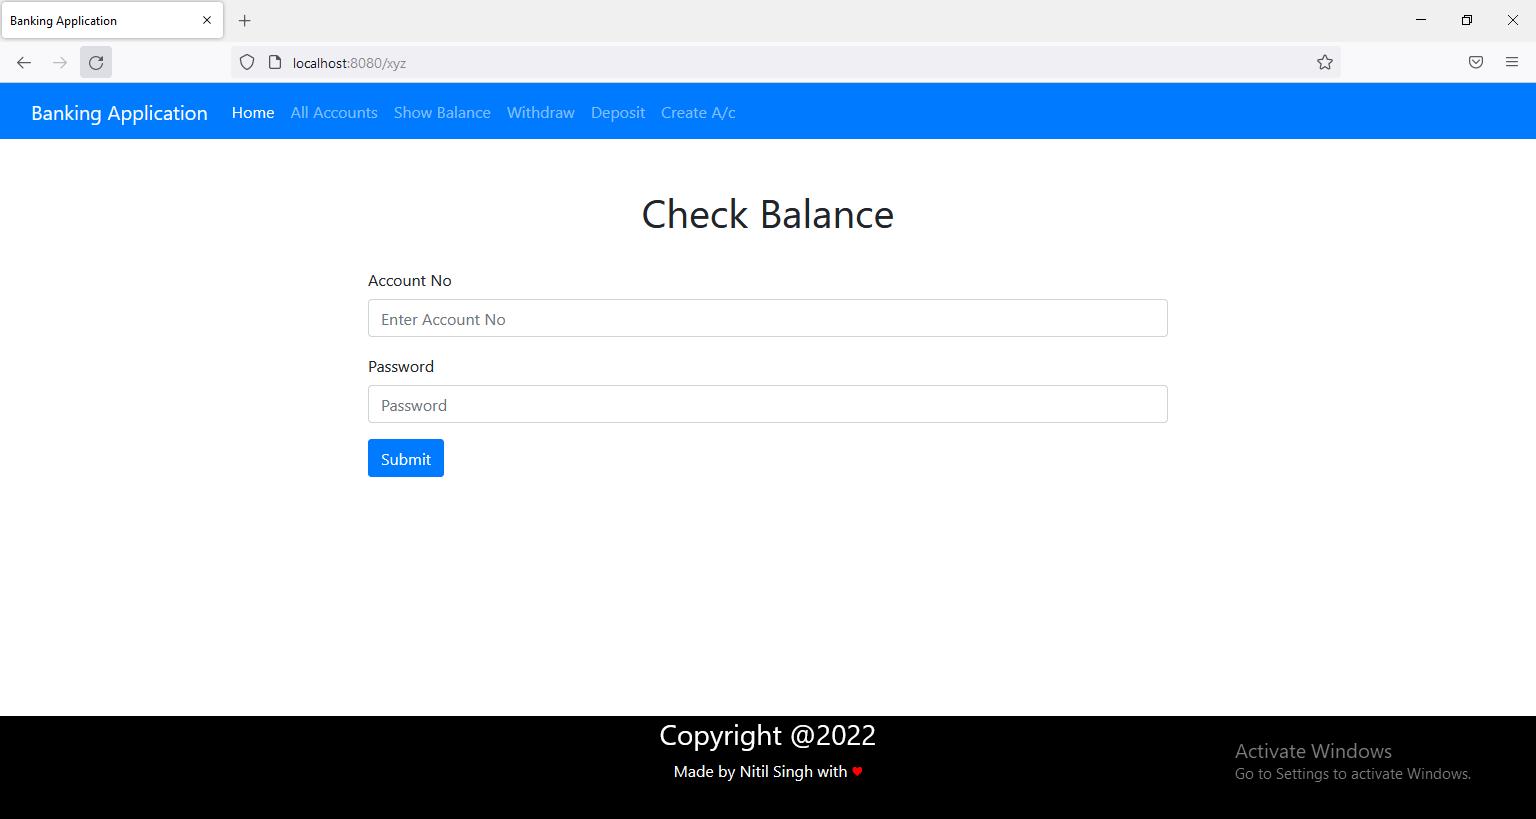 Banking Application
localhost:8080/xyz
Banking Application Home All Accounts Show Balance Withdraw Deposit Create A/c
Check Balance
Account No
Enter Account No
Password
Password
Submit
Copyright @2022
Made by Nitil Singh with ♥
Activate Windows
Go to Settings to activate Windows.